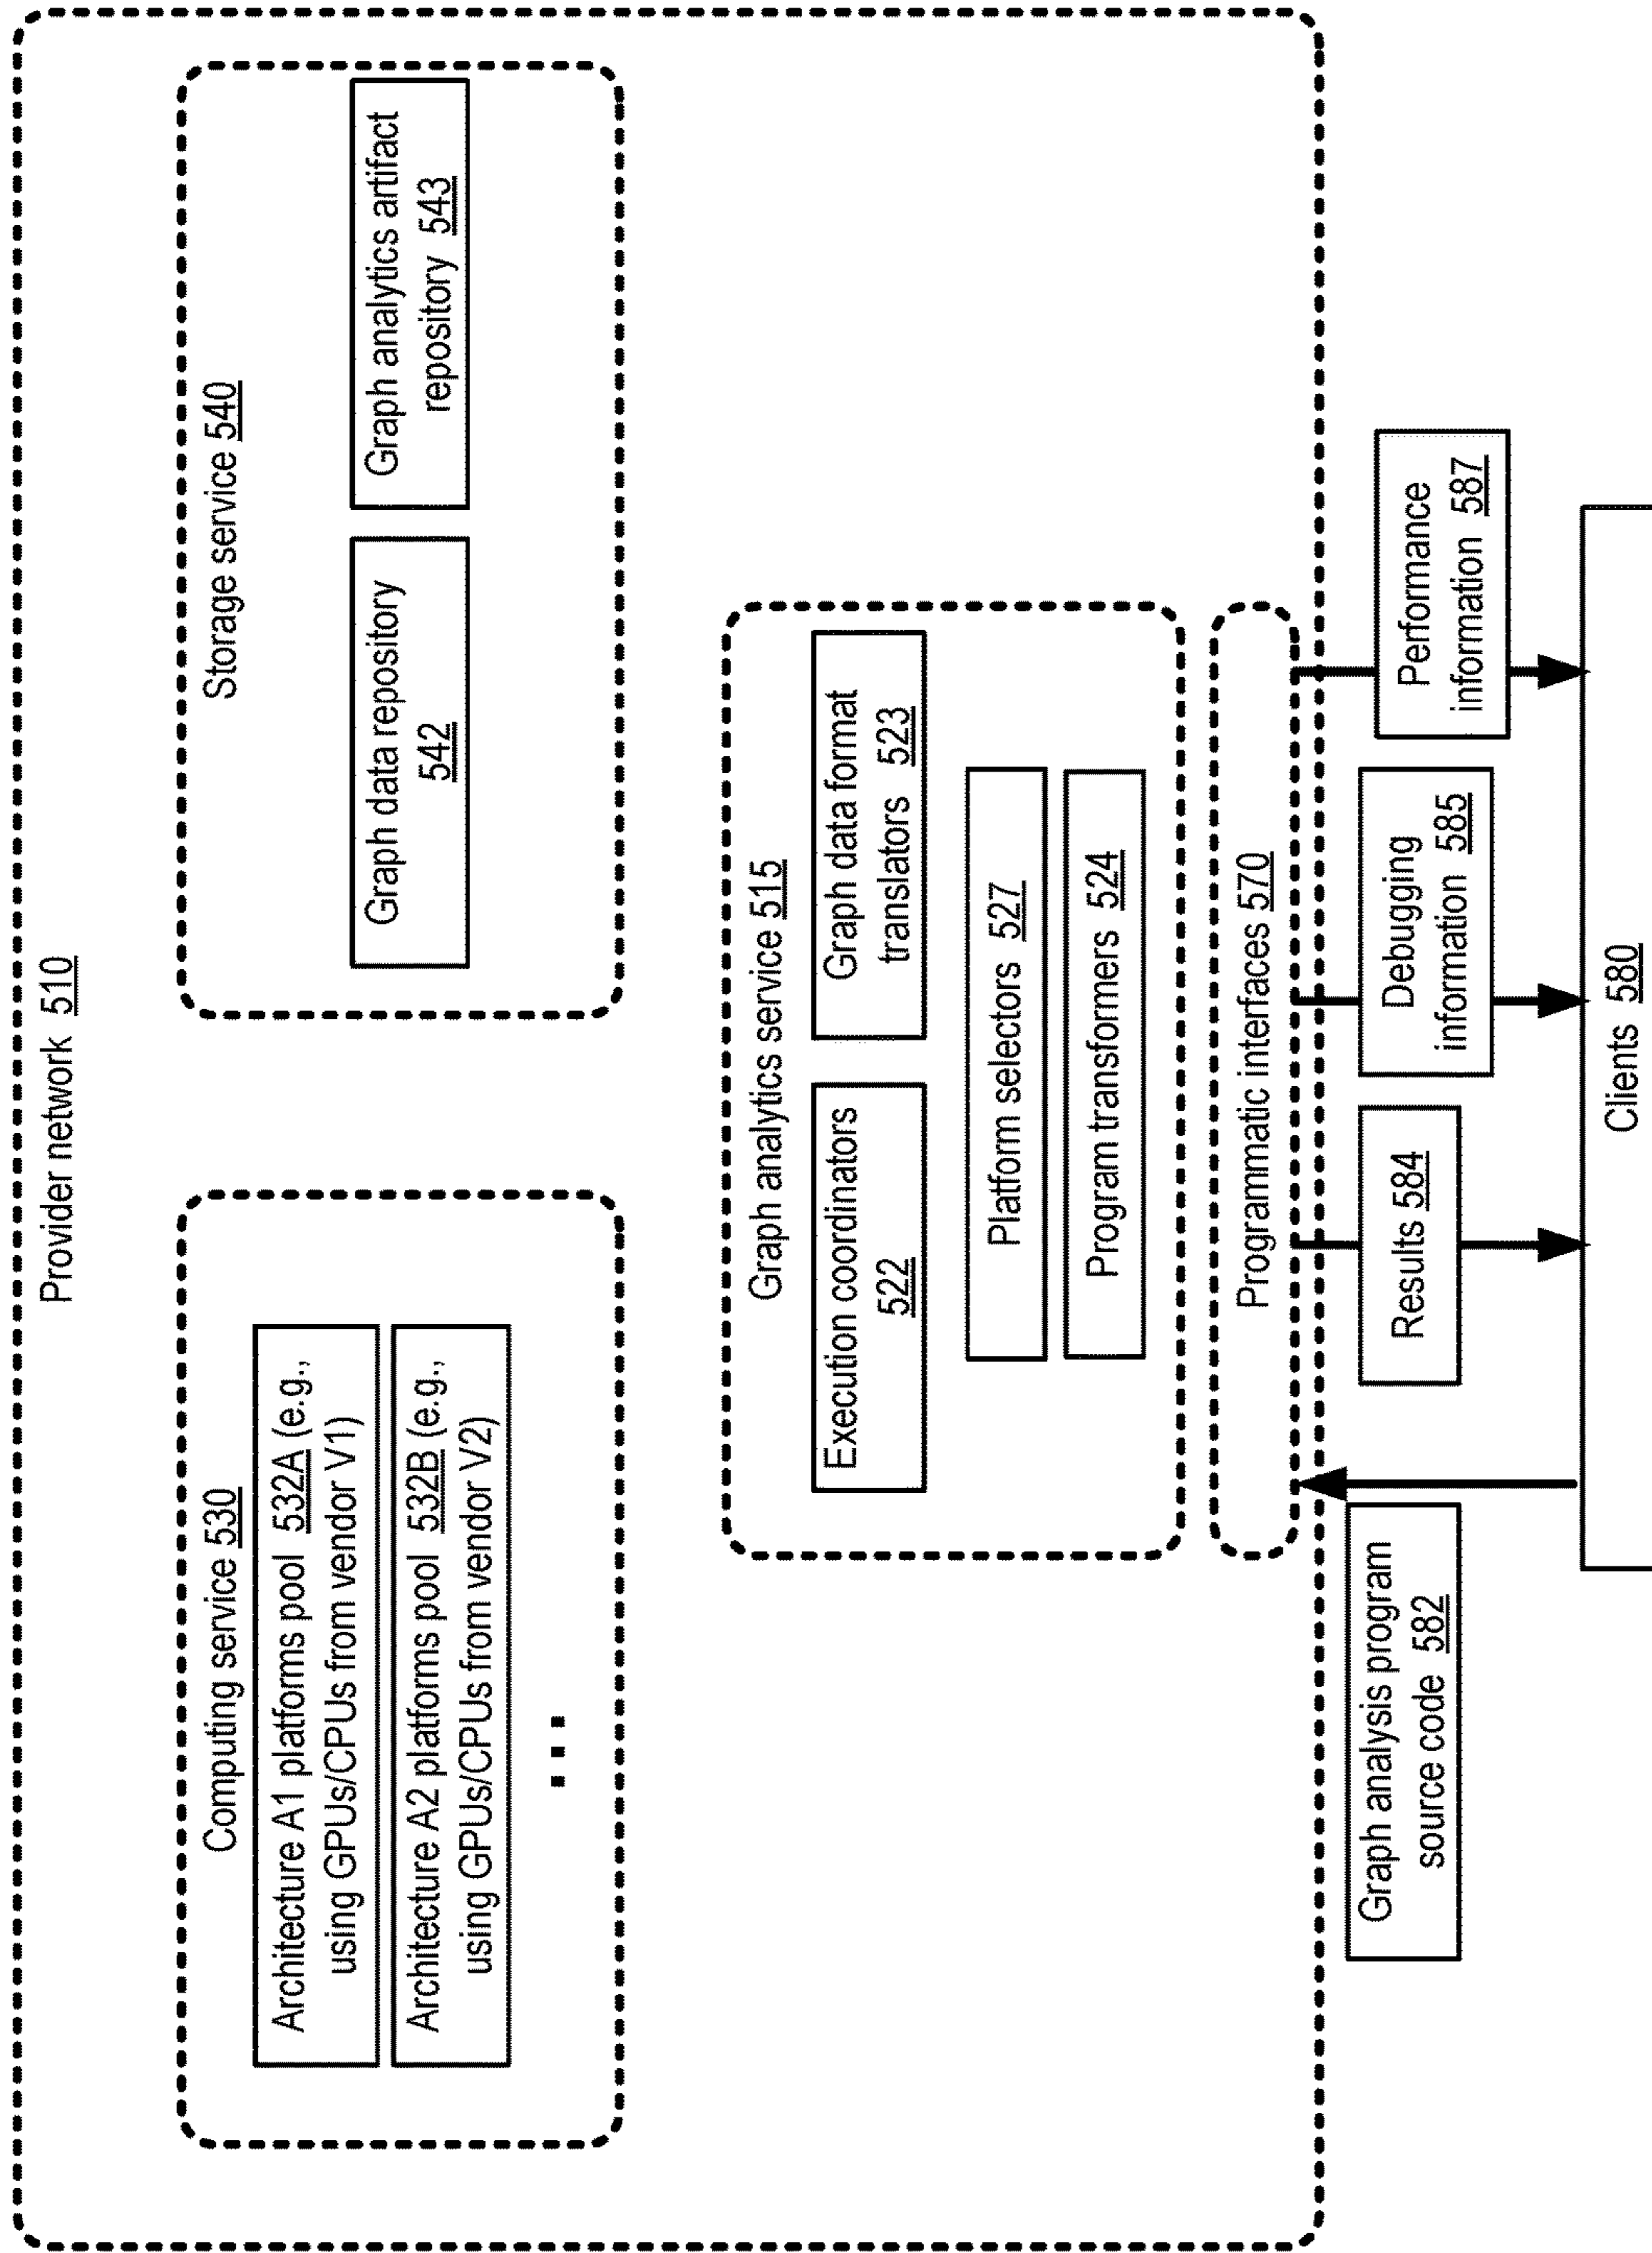 Provider network 510
Computing service 530
Architecture A1 platforms pool 532A (e.g.,
using GPUs/CPUs from vendor V1)
Architecture A2 platforms pool 532B (e.g.,
using GPUs/CPUs from vendor V2)
...
Storage service 540
Graph data repository
542
Graph analytics artifact
repository 543
Graph analytics service 515
Execution coordinators
522
Graph data format
translators 523
Platform selectors 527
Program transformers 524
Programmatic interfaces 570
Graph analysis program
source code 582
Results 584
Debugging
information 585
Performance
information 587
Clients 580